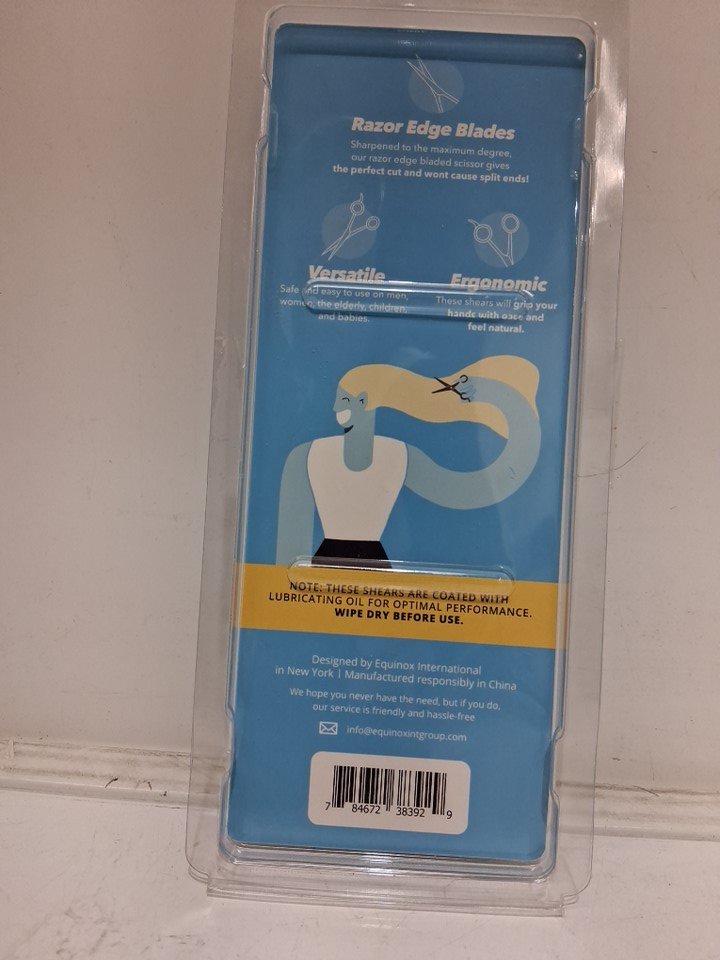 Razor Edge Blades
Sharpened to the maximum degree,
our razor edge bladed scissor gives
the perfect cut and wont cause split ends!
Versatile
Safe and easy to use on men,
women, the elderly, children,
and babies.
Ergonomic
These shears will grip your
hands with ease and
feel natural.
NOTE: THESE SHEARS ARE COATED WITH
LUBRICATING OIL FOR OPTIMAL PERFORMANCE.
WIPE DRY BEFORE USE.
Designed by Equinox International
in New York | Manufactured responsibly in China
We hope you never have the need, but if you do,
our service is friendly and hassle-free
info@equinoxintgroup.com
7 84672 38392 9